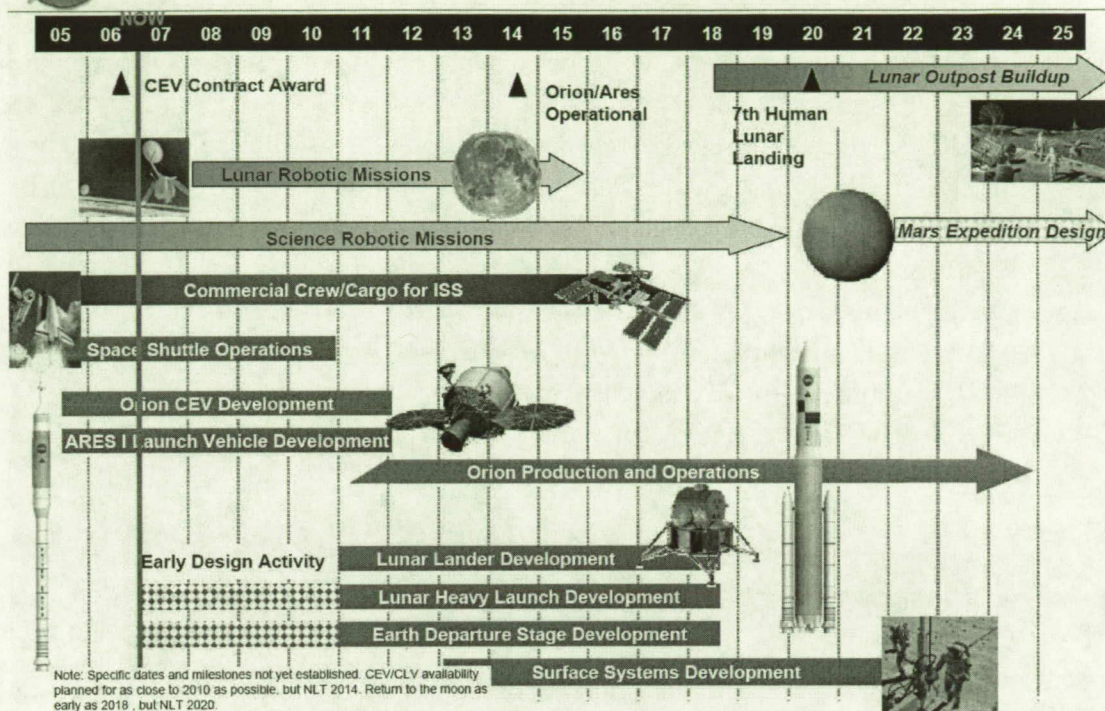 NOW
05 06 07 08 09 10 11 12 13 14 15 16 17 18 19 20 21 22 23 24 25
CEV Contract Award
Orion/Ares
Operational
Lunar Outpost Buildup
7th Human
Lunar
Landing
Lunar Robotic Missions
Science Robotic Missions
Mars Expedition Design
Commercial Crew/Cargo for ISS
Space Shuttle Operations
Orion CEV Development
ARES I Launch Vehicle Development
Orion Production and Operations
Early Design Activity
Lunar Lander Development
Lunar Heavy Launch Development
Earth Departure Stage Development
Surface Systems Development
Note: Specific dates and milestones not yet established. CEV/CLV availability
planned for as close to 2010 as possible, but NLT 2014. Return to the moon as
early as 2018 , but NLT 2020.